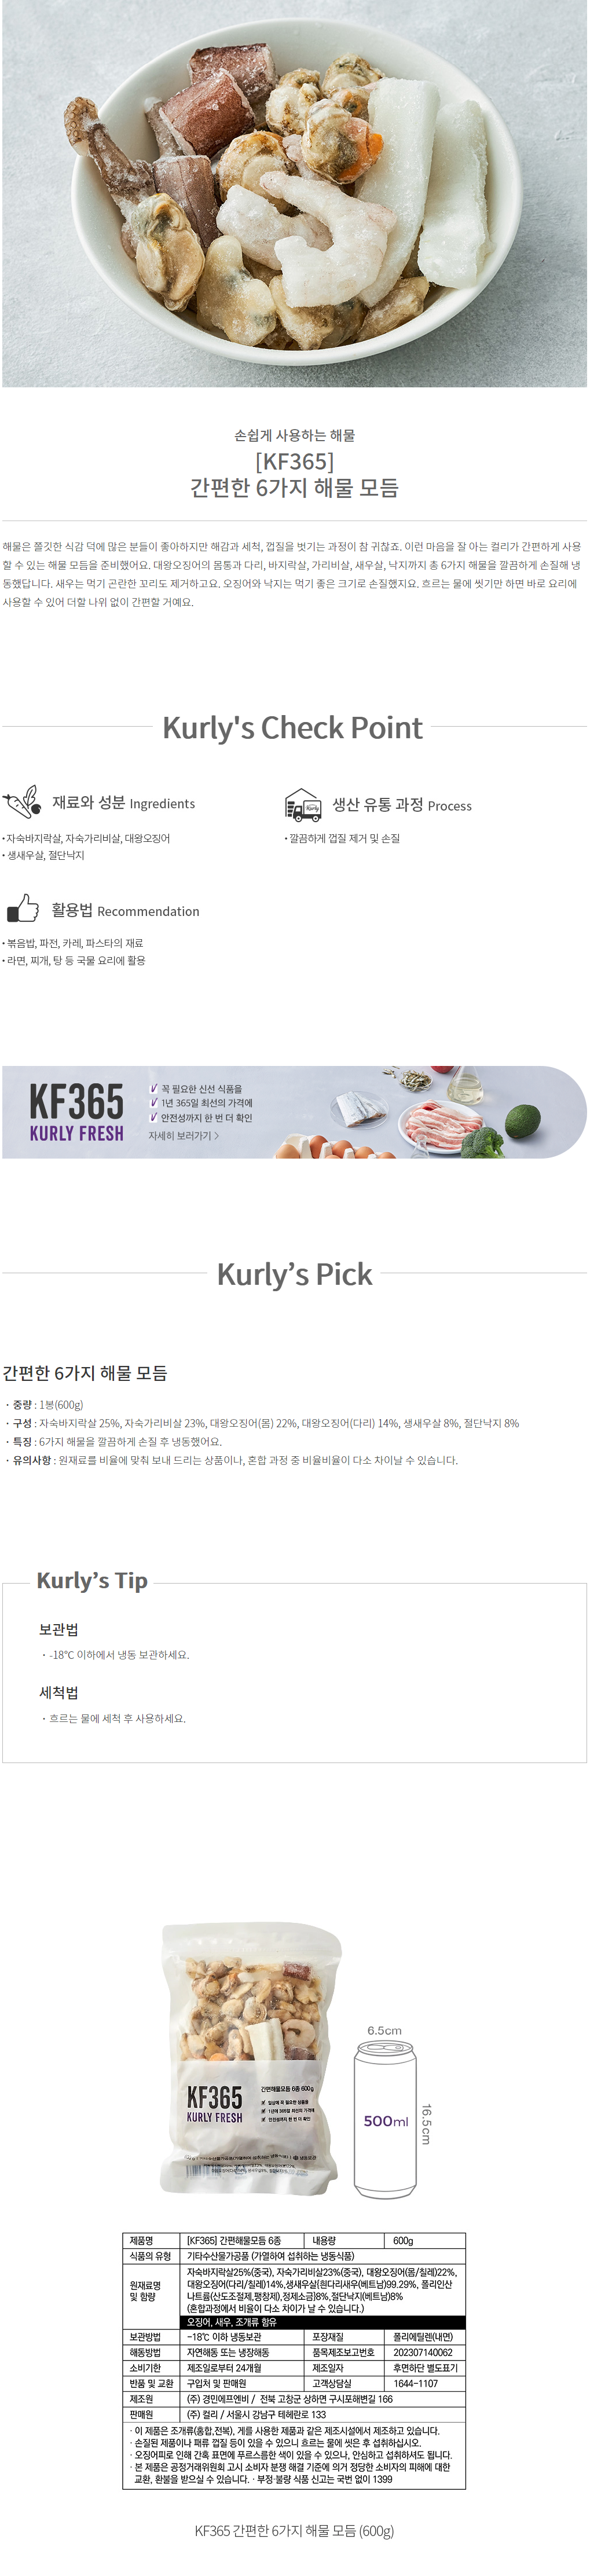 손쉽게 사용하는 해물
[KF365]
간편한 6가지 해물 모듬
해물은 쫄깃한 식감 덕에 많은 분들이 좋아하지만 해감과 세척, 껍질을 벗기는 과정이 참 귀찮죠. 이런 마음을 잘 아는 컬리가 간편하게 사용
할 수 있는 해물 모듬을 준비했어요. 대왕오징어의 몸통과 다리, 바지락살, 가리비살, 새우살, 낙지까지 총 6가지 해물을 깔끔하게 손질해 냉
동했답니다. 새우는 먹기 곤란한 꼬리도 제거하고요. 오징어와 낙지는 먹기 좋은 크기로 손질했지요. 흐르는 물에 씻기만 하면 바로 요리에
사용할 수 있어 더할 나위 없이 간편할 거예요.
Kurly's Check Point
재료와 성분 Ingredients
• 자숙바지락살, 자숙가리비살, 대왕오징어
• 생새우살, 절단낙지
Kurly
생산 유통 과정 Process
• 깔끔하게 껍질 제거 및 손질
활용법 Recommendation
• 볶음밥, 파전, 카레, 파스타의 재료
• 라면, 찌개, 탕 등 국물 요리에 활용
KF365
KURLY FRESH
꼭 필요한 신선 식품을
1년 365일 최선의 가격에
안전성까지 한 번 더 확인
자세히 보러가기 >
Kurly's Pick
간편한 6가지 해물 모듬
· 중량 : 1봉(600g)
· 구성 : 자숙바지락살 25%, 자숙가리비살 23%, 대왕오징어(몸) 22%, 대왕오징어(다리) 14%, 생새우살 8%, 절단낙지 8%
· 특징 : 6가지 해물을 깔끔하게 손질 후 냉동했어요.
· 유의사항 : 원재료를 비율에 맞춰 보내 드리는 상품이나, 혼합 과정 중 비율비율이 다소 차이날 수 있습니다.
Kurly's Tip
보관법
· -18℃ 이하에서 냉동 보관하세요.
세척법
· 흐르는 물에 세척 후 사용하세요.
KF365
KURLY FRESH
간편해물모듬 6종 600g
일상에 꼭 필요한 상품을
1년에 365일 최선의 가격에
안전성까지 한 번 더 확인
6.5cm
500ml
16.5cm
제품명 [KF365] 간편해물모듬 6종 내용량 600g
식품의 유형 기타수산물가공품 (가열하여 섭취하는 냉동식품)
원재료명 및 함량 자숙바지락살25%(중국), 자숙가리비살23%(중국), 대왕오징어(몸/칠레)22%,
대왕오징어(다리/칠레)14%,생새우살{흰다리새우(베트남)99.29%, 폴리인산
나트륨(산도조절제,팽창제),정제소금}8%,절단낙지(베트남)8%
(혼합과정에서 비율이 다소 차이가 날 수 있습니다.)
오징어, 새우, 조개류 함유
보관방법 -18℃ 이하 냉동보관 포장재질 폴리에틸렌(내면)
해동방법 자연해동 또는 냉장해동 품목제조보고번호 202307140062
소비기한 제조일로부터 24개월 제조일자 후면하단 별도표기
반품 및 교환 구입처 및 판매원 고객상담실 1644-1107
제조원 (주) 경민에프엔비 / 전북 고창군 상하면 구시포해변길 166
판매원 (주) 컬리 / 서울시 강남구 테헤란로 133
· 이 제품은 조개류(홍합,전복), 게를 사용한 제품과 같은 제조시설에서 제조하고 있습니다.
· 손질된 제품이나 패류 껍질 등이 있을 수 있으니 흐르는 물에 씻은 후 섭취하십시오.
· 오징어피로 인해 간혹 표면에 푸르스름한 색이 있을 수 있으나, 안심하고 섭취하셔도 됩니다.
· 본 제품은 공정거래위원회 고시 소비자 분쟁 해결 기준에 의거 정당한 소비자의 피해에 대한
교환, 환불을 받으실 수 있습니다. · 부정·불량 식품 신고는 국번 없이 1399
KF365 간편한 6가지 해물 모듬 (600g)